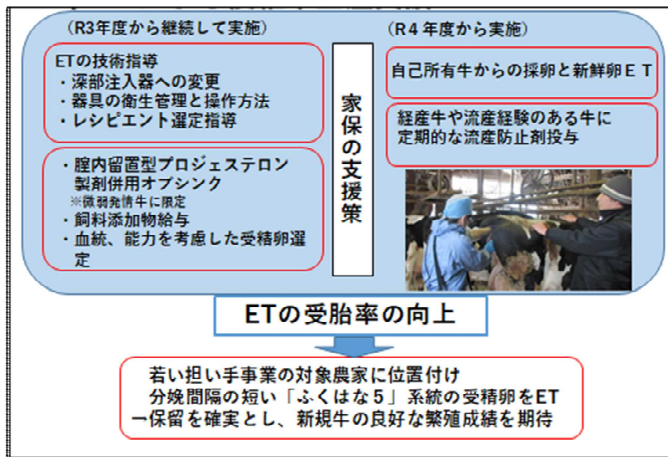 (R3年度から継続して実施)
ETの技術指導
・深部注入器への変更
・器具の衛生管理と操作方法
・レシピエント選定指導
・膣内留置型プロジェステロン
製剤併用オブシンク
※微弱発情牛に限定
・飼料添加物給与
・血統、能力を考慮した受精卵選
定
家保の支援策
(R4年度から実施)
自己所有牛からの採卵と新鮮卵ET
経産牛や流産経験のある牛に
定期的な流産防止剤投与
ETの受胎率の向上
若い担い手事業の対象農家に位置付け
分娩間隔の短い「ふくはな5」系統の受精卵をET
→保留を確実とし、新規牛の良好な繁殖成績を期待